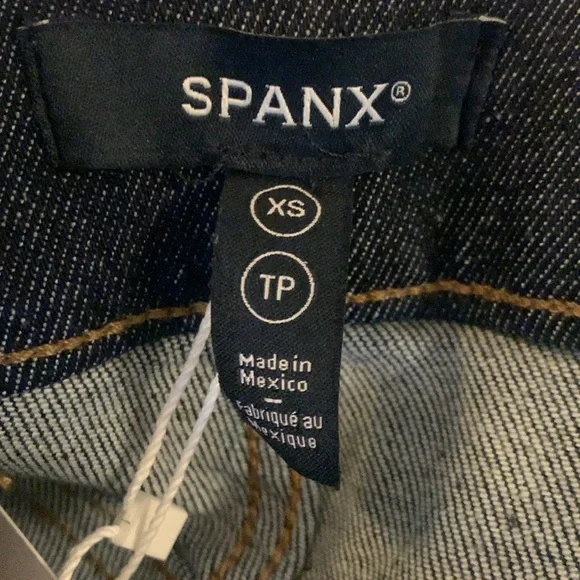 SPANX®
XS
TP
Made in
Mexico
Fabriqué au
Mexique